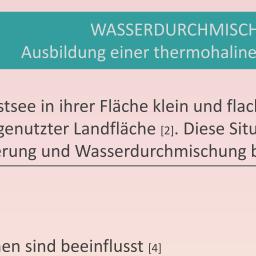 WASSERDURCHMISCH
Ausbildung einer thermohaline
stsee in ihrer Fläche klein und flac
genutzter Landfläche [2]. Diese Situ
erung und Wasserdurchmischung b
en sind beeinflusst [4]